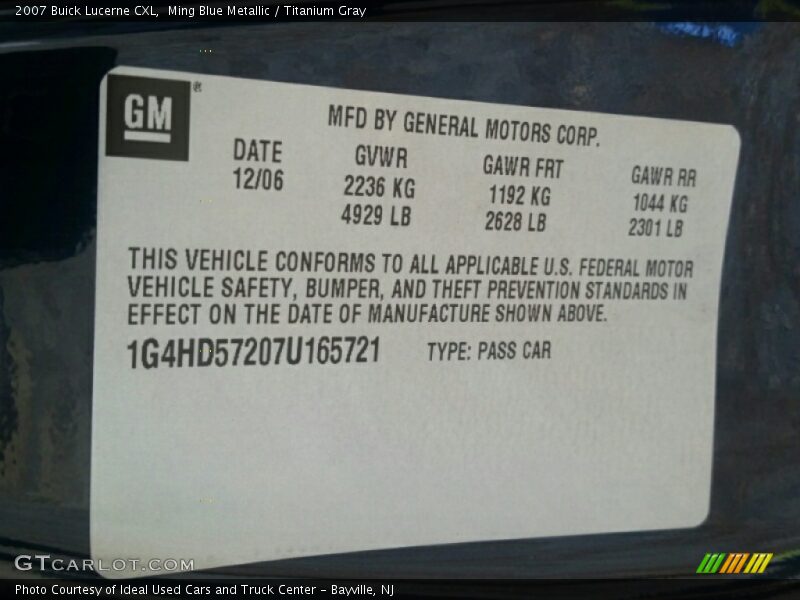 2007 Buick Lucerne CXL,  Ming Blue Metallic / Titanium Gray
GM®
MFD BY GENERAL MOTORS CORP.
DATE GVWR GAWR FRT GAWR RR
12/06 2236 KG 1192 KG 1044 KG
4929 LB 2628 LB 2301 LB
THIS VEHICLE CONFORMS TO ALL APPLICABLE U.S. FEDERAL MOTOR
VEHICLE SAFETY, BUMPER, AND THEFT PREVENTION STANDARDS IN
EFFECT ON THE DATE OF MANUFACTURE SHOWN ABOVE.
1G4HD57207U165721 TYPE: PASS CAR
GTCARLOT.COM
Photo Courtesy of Ideal Used Cars and Truck Center - Bayville, NJ